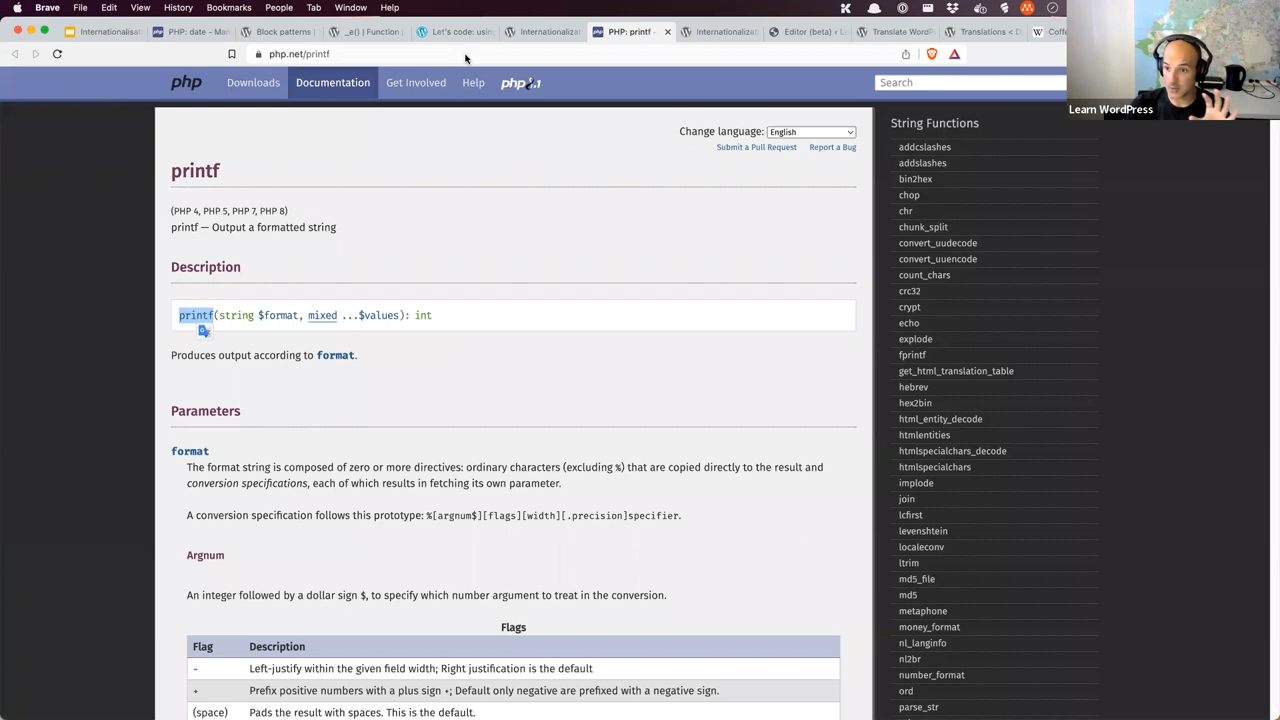 Brave Browser File Edit View History Bookmarks People Tab Window Help
Internationalisa
PHP: date - Man
Block patterns |
_e() | Function |
Let's code: using
Internationaliza
PHP: printf -
Internationaliza
Editor (beta) ‹ L
Translate WordP
Translations < D
Coff
php.net/printf
php
Downloads
Documentation
Get Involved
Help
Search
Learn WordPress
Change language: English
Submit a Pull Request Report a Bug
printf
(PHP 4, PHP 5, PHP 7, PHP 8)
printf — Output a formatted string
Description
printf(string $format, mixed ...$values): int
Produces output according to format.
Parameters
format
The format string is composed of zero or more directives: ordinary characters (excluding %) that are copied directly to the result and
conversion specifications, each of which results in fetching its own parameter.
A conversion specification follows this prototype: %[argnum$][flags][width][.precision]specifier.
Argnum
An integer followed by a dollar sign $, to specify which number argument to treat in the conversion.
Flags
Flag Description
- Left-justify within the given field width; Right justification is the default
+ Prefix positive numbers with a plus sign +; Default only negative are prefixed with a negative sign.
(space) Pads the result with spaces. This is the default.
String Functions
addcslashes
addslashes
bin2hex
chop
chr
chunk_split
convert_uudecode
convert_uuencode
count_chars
crc32
crypt
echo
explode
fprintf
get_html_translation_table
hebrev
hex2bin
html_entity_decode
htmlentities
htmlspecialchars_decode
htmlspecialchars
implode
join
lcfirst
levenshtein
localeconv
ltrim
md5_file
md5
metaphone
money_format
nl_langinfo
nl2br
number_format
ord
parse_str